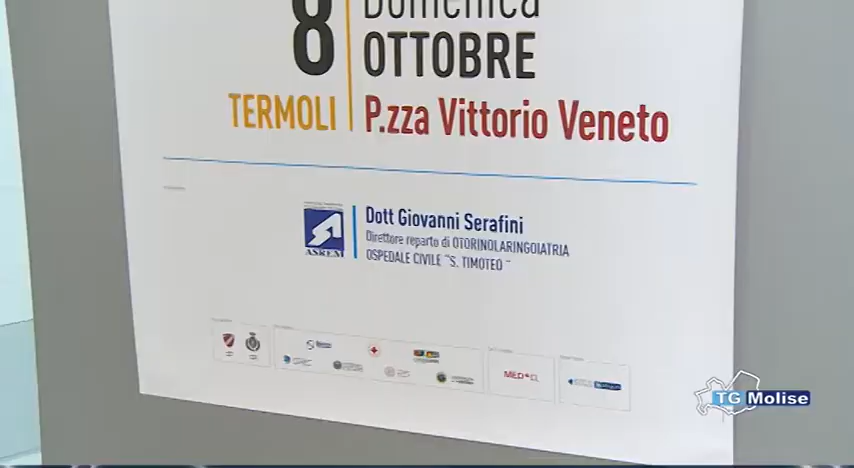 8 Domenica
OTTOBRE
TERMOLI P.zza Vittorio Veneto
ASREM
Dott Giovanni Serafini
Direttore reparto di OTORINOLARINGOIATRIA
OSPEDALE CIVILE "S. TIMOTEO "
TG Molise